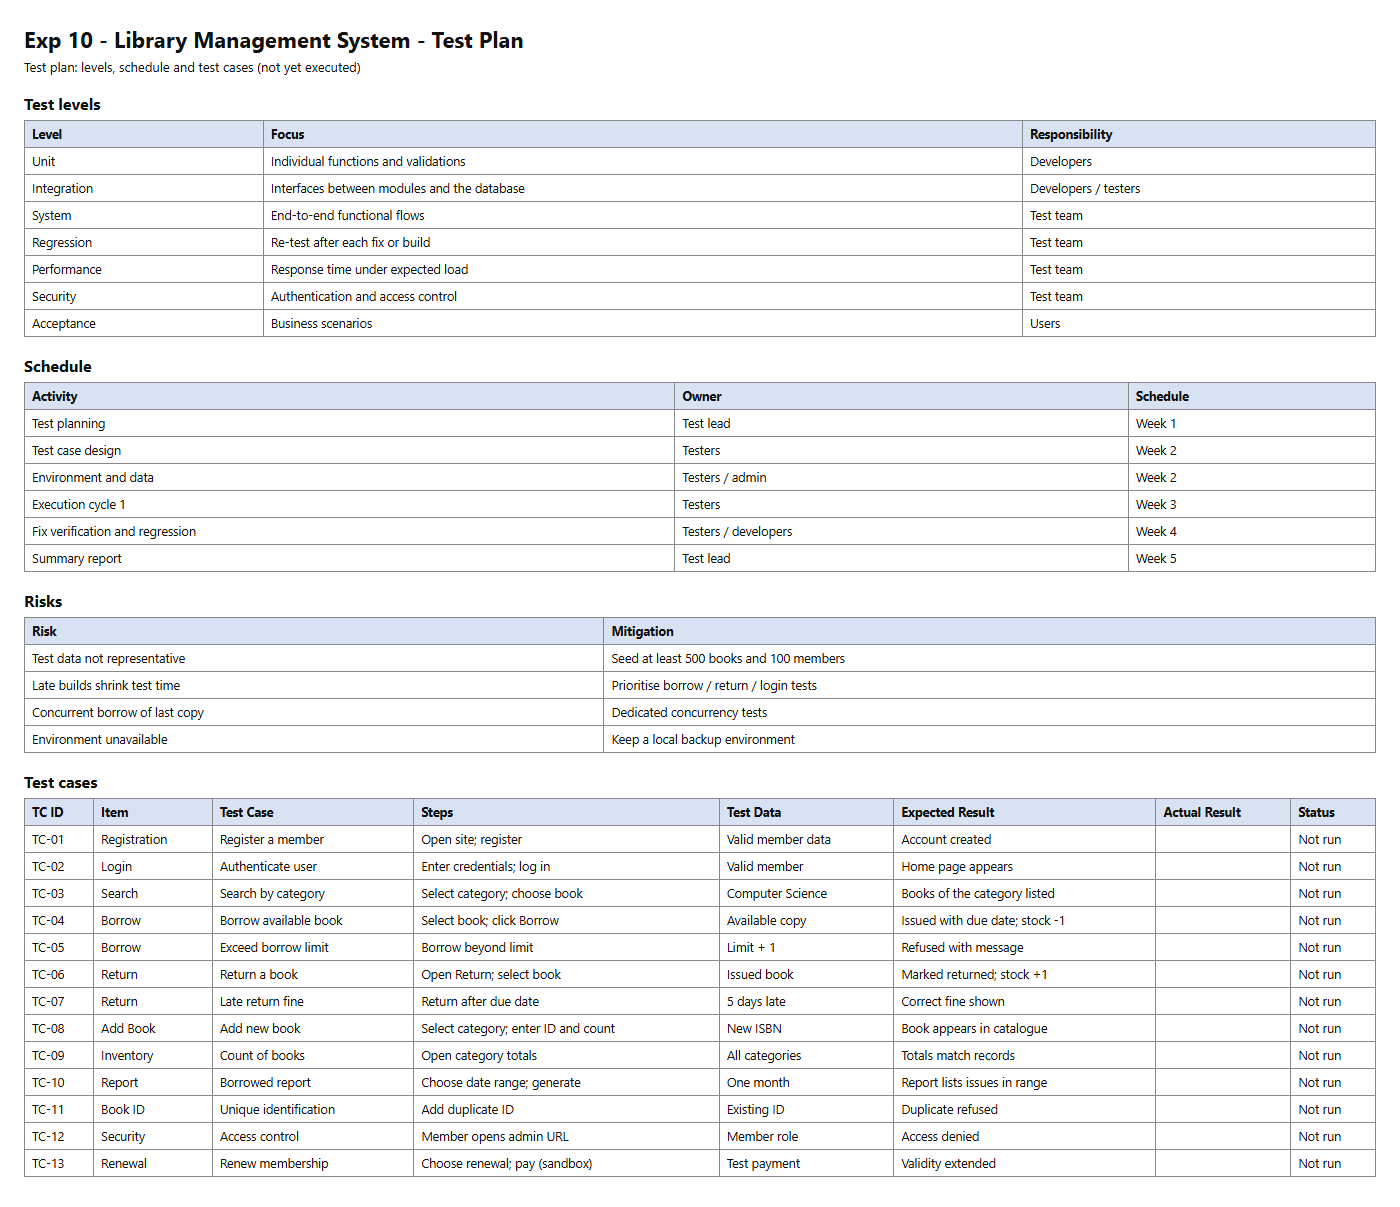 Exp 10 - Library Management System - Test Plan
Test plan: levels, schedule and test cases (not yet executed)
Test levels
Level Focus Responsibility
Unit Individual functions and validations Developers
Integration Interfaces between modules and the database Developers / testers
System End-to-end functional flows Test team
Regression Re-test after each fix or build Test team
Performance Response time under expected load Test team
Security Authentication and access control Test team
Acceptance Business scenarios Users
Schedule
Activity Owner Schedule
Test planning Test lead Week 1
Test case design Testers Week 2
Environment and data Testers / admin Week 2
Execution cycle 1 Testers Week 3
Fix verification and regression Testers / developers Week 4
Summary report Test lead Week 5
Risks
Risk Mitigation
Test data not representative Seed at least 500 books and 100 members
Late builds shrink test time Prioritise borrow / return / login tests
Concurrent borrow of last copy Dedicated concurrency tests
Environment unavailable Keep a local backup environment
Test cases
TC ID Item Test Case Steps Test Data Expected Result Actual Result Status
TC-01 Registration Register a member Open site; register Valid member data Account created Not run
TC-02 Login Authenticate user Enter credentials; log in Valid member Home page appears Not run
TC-03 Search Search by category Select category; choose book Computer Science Books of the category listed Not run
TC-04 Borrow Borrow available book Select book; click Borrow Available copy Issued with due date; stock -1 Not run
TC-05 Borrow Exceed borrow limit Borrow beyond limit Limit + 1 Refused with message Not run
TC-06 Return Return a book Open Return; select book Issued book Marked returned; stock +1 Not run
TC-07 Return Late return fine Return after due date 5 days late Correct fine shown Not run
TC-08 Add Book Add new book Select category; enter ID and count New ISBN Book appears in catalogue Not run
TC-09 Inventory Count of books Open category totals All categories Totals match records Not run
TC-10 Report Borrowed report Choose date range; generate One month Report lists issues in range Not run
TC-11 Book ID Unique identification Add duplicate ID Existing ID Duplicate refused Not run
TC-12 Security Access control Member opens admin URL Member role Access denied Not run
TC-13 Renewal Renew membership Choose renewal; pay (sandbox) Test payment Validity extended Not run